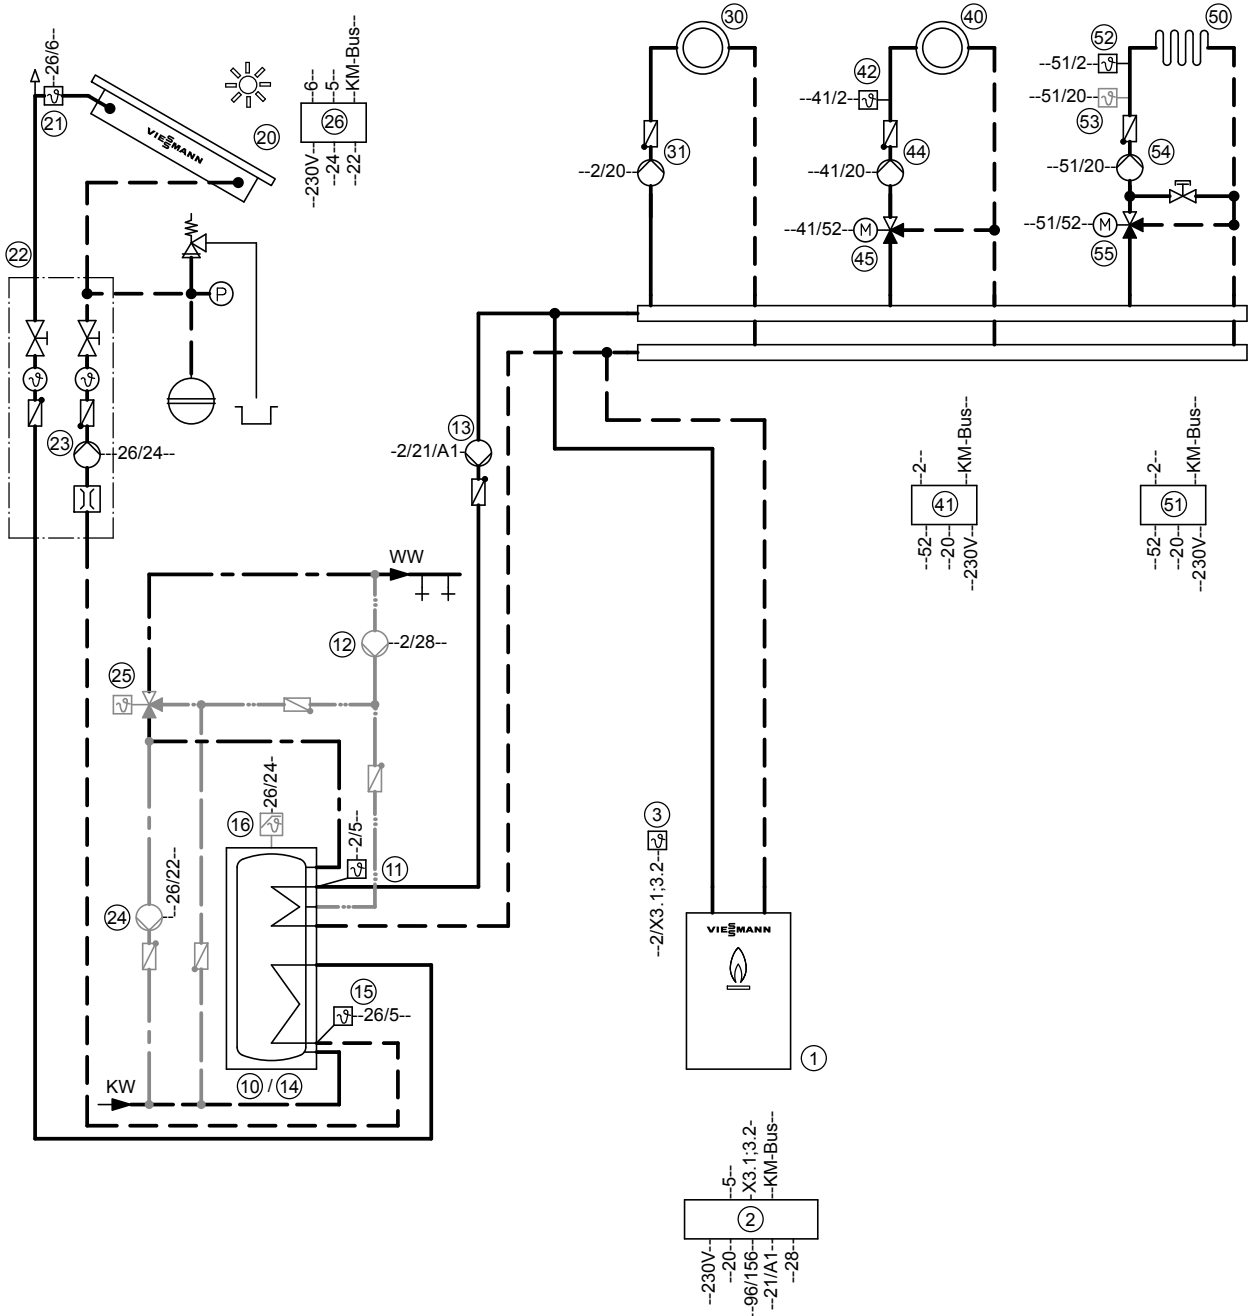 30
40
50
--26/6--
--6--
--5--
KM-Bus--
21
VIESSMANN
20
26
--230V--
--24--
--22--
42
--41/2--
52
--51/2--
--51/20--
53
31
--2/20--
44
--41/20--
54
--51/20--
--41/52--
M
45
--51/52--
M
55
22
P
23
---26/24--
13
-2/21/A1-
--2--
--KM-Bus--
41
--52--
--20--
--230V--
--2--
--KM-Bus--
51
--52--
--20--
--230V--
WW
12
--2/28--
25
16
-26/24-
--2/5--
11
24
---26/22--
15
--26/5--
10 / 14
KW
3
--2/X3.1;3.2--
VIESSMANN
1
--5--
-X3.1;3.2-
--KM-Bus--
2
--230V--
--20--
--96/156--
--21/A1--
--28--